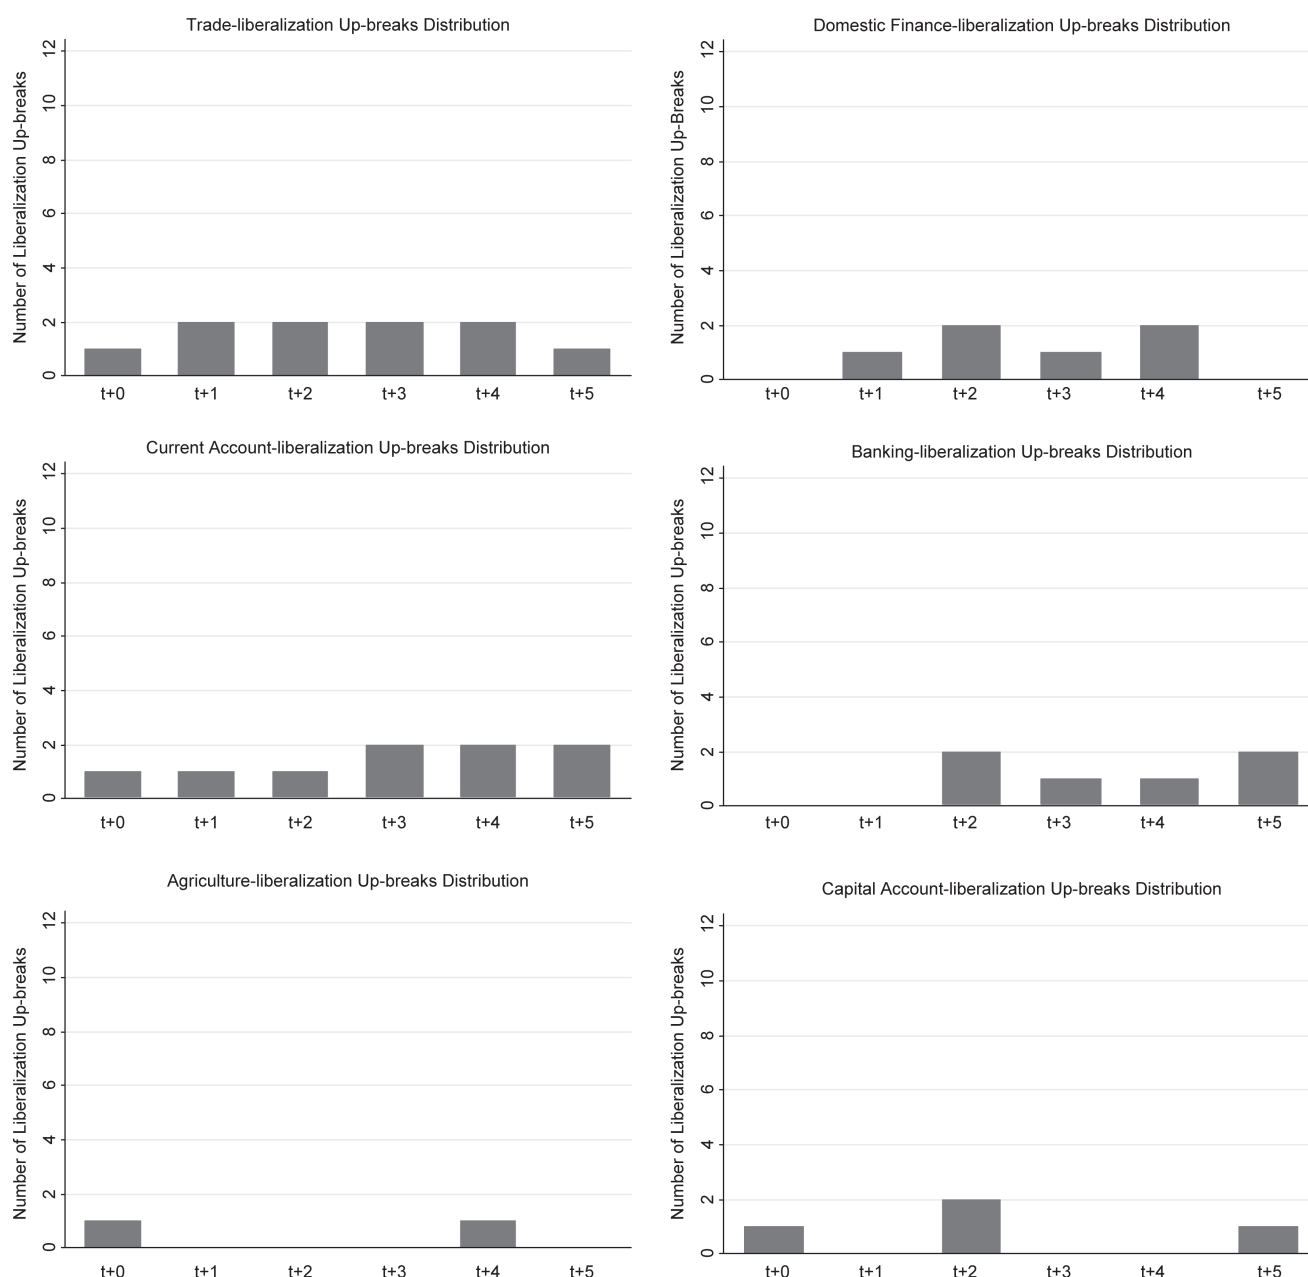 Trade-liberalization Up-breaks Distribution
Number of Liberalization Up-breaks
12
10
8
6
4
2
0
t+0 t+1 t+2 t+3 t+4 t+5
Domestic Finance-liberalization Up-breaks Distribution
Number of Liberalization Up-Breaks
12
10
8
6
4
2
0
t+0 t+1 t+2 t+3 t+4 t+5
Current Account-liberalization Up-breaks Distribution
Number of Liberalization Up-breaks
12
10
8
6
4
2
0
t+0 t+1 t+2 t+3 t+4 t+5
Banking-liberalization Up-breaks Distribution
Number of Liberalization Up-breaks
12
10
8
6
4
2
0
t+0 t+1 t+2 t+3 t+4 t+5
Agriculture-liberalization Up-breaks Distribution
Number of Liberalization Up-breaks
12
10
8
6
4
2
0
t+0 t+1 t+2 t+3 t+4 t+5
Capital Account-liberalization Up-breaks Distribution
Number of Liberalization Up-breaks
12
10
8
6
4
2
0
t+0 t+1 t+2 t+3 t+4 t+5